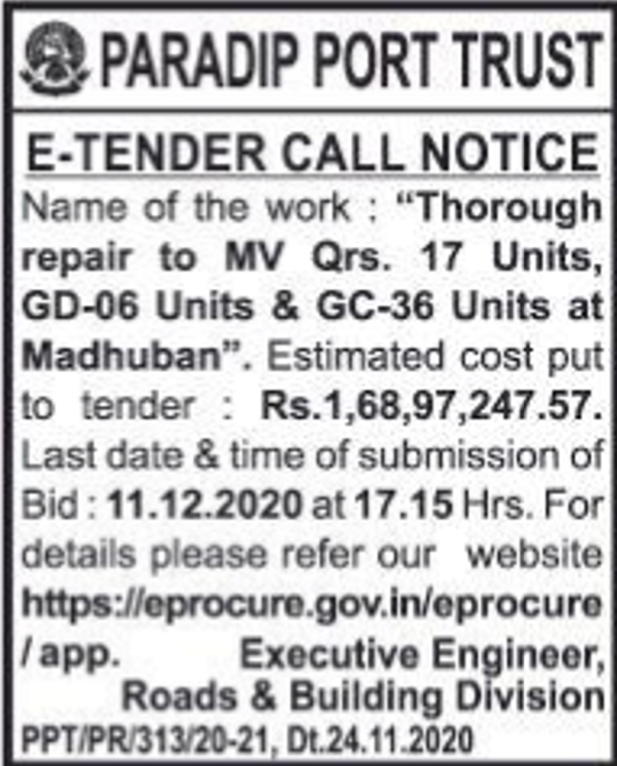 PARADIP PORT TRUST
E-TENDER CALL NOTICE
Name of the work : “Thorough
repair to MV Qrs. 17 Units,
GD-06 Units & GC-36 Units at
Madhuban”. Estimated cost put
to tender : Rs.1,68,97,247.57.
Last date & time of submission of
Bid : 11.12.2020 at 17.15 Hrs. For
details please refer our website
https://eprocure.gov.in/eprocure
/ app. Executive Engineer,
Roads & Building Division
PPT/PR/313/20-21, Dt.24.11.2020